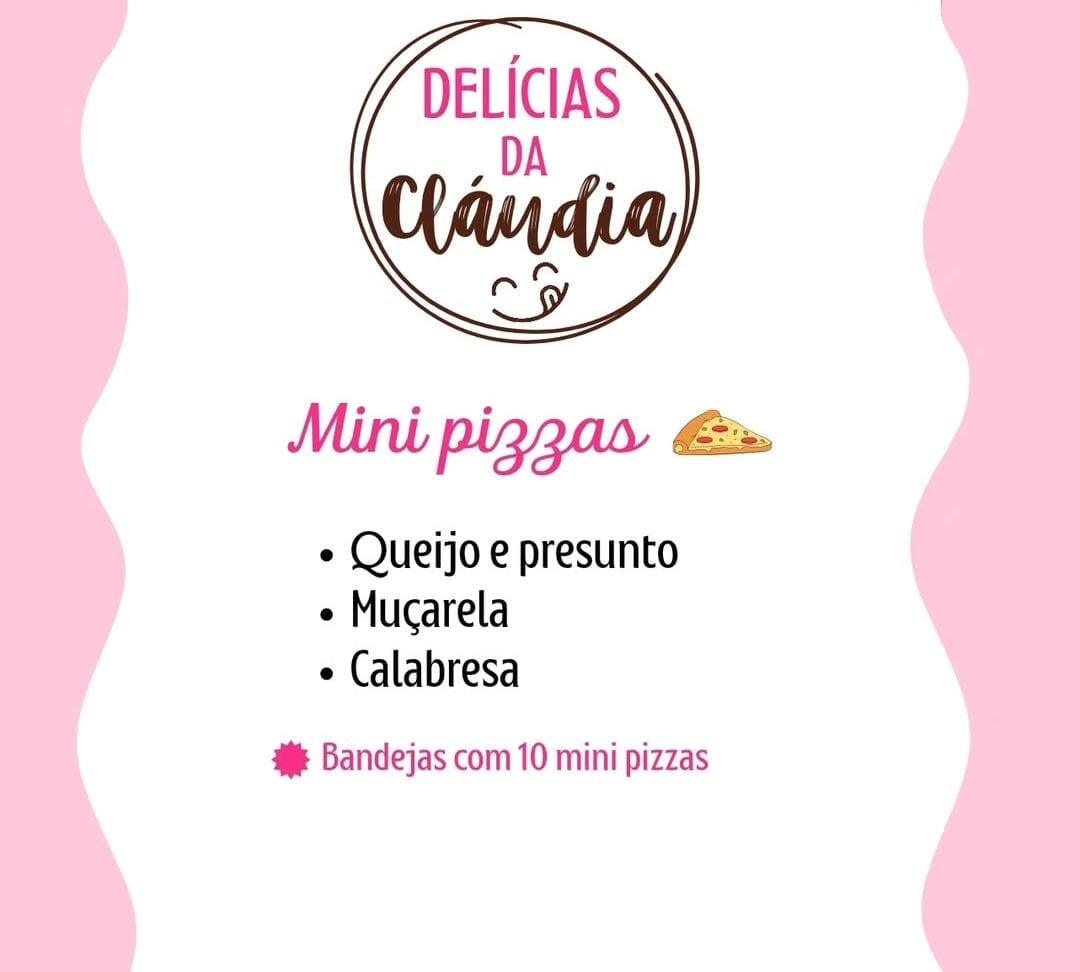 DELÍCIAS
DA
Cláudia
Mini pizzas
• Queijo e presunto
• Muçarela
• Calabresa
Bandejas com 10 mini pizzas